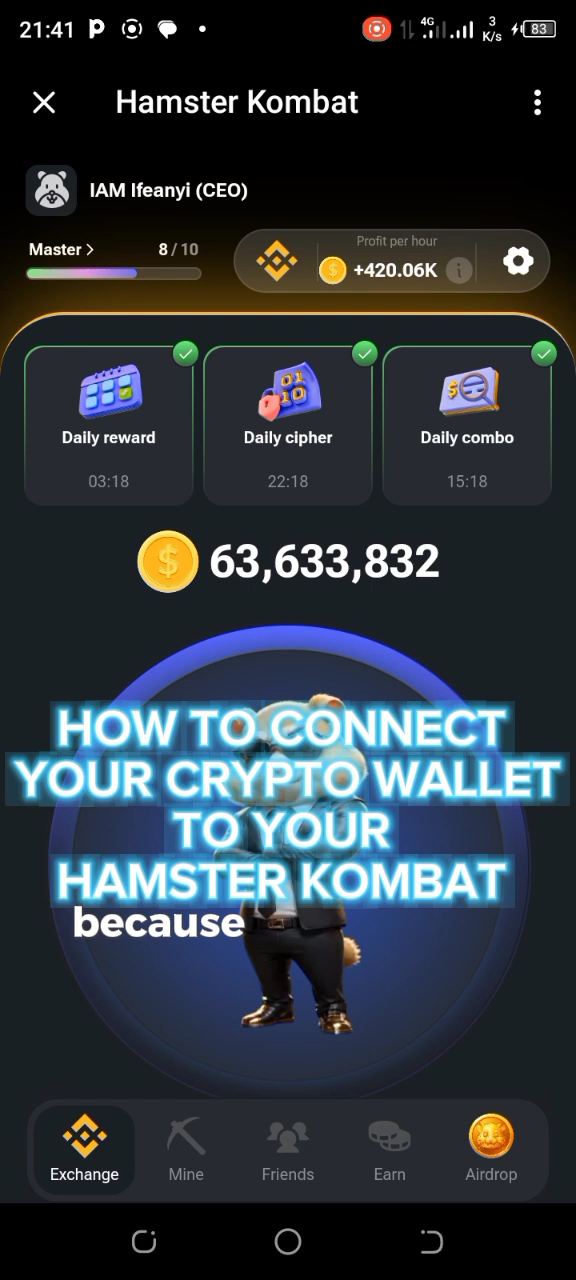 21:41
4G
3
K/s
83
Hamster Kombat
IAM Ifeanyi (CEO)
Master >
8 / 10
Profit per hour
$ +420.06K i
Daily reward
03:18
01
10
Daily cipher
22:18
$
Daily combo
15:18
$ 63,633,832
HOW TO CONNECT
YOUR CRYPTO WALLET
TO YOUR
HAMSTER KOMBAT
because
Exchange
Mine
Friends
Earn
Airdrop